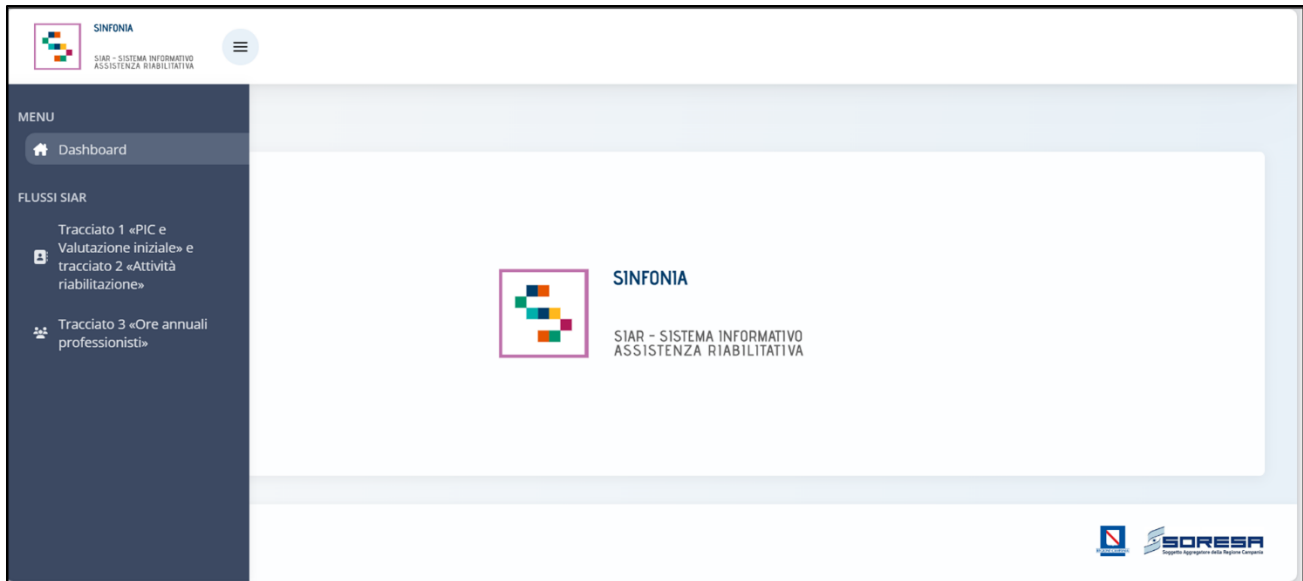 SINFONIA
SIAR - SISTEMA INFORMATIVO
ASSISTENZA RIABILITATIVA
MENU
Dashboard
FLUSSI SIAR
Tracciato 1 «PIC e
Valutazione iniziale» e
tracciato 2 «Attività
riabilitazione»
Tracciato 3 «Ore annuali
professionisti»
SINFONIA
SIAR - SISTEMA INFORMATIVO
ASSISTENZA RIABILITATIVA
SORESA
Soggetto Aggregatore della Regione Campania